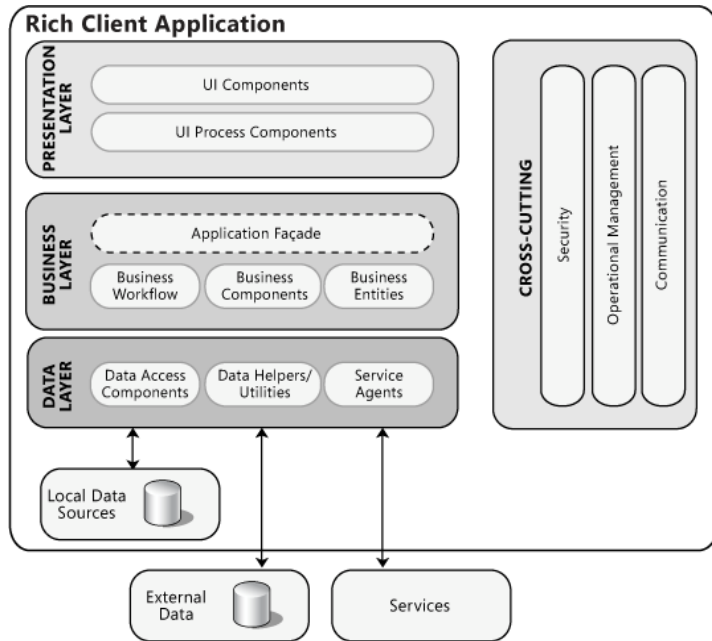 Rich Client Application
PRESENTATION
LAYER
UI Components
UI Process Components
BUSINESS
LAYER
Application Façade
Business
Workflow
Business
Components
Business
Entities
DATA
LAYER
Data Access
Components
Data Helpers/
Utilities
Service
Agents
Local Data
Sources
External
Data
Services
CROSS-CUTTING
Security
Operational Management
Communication